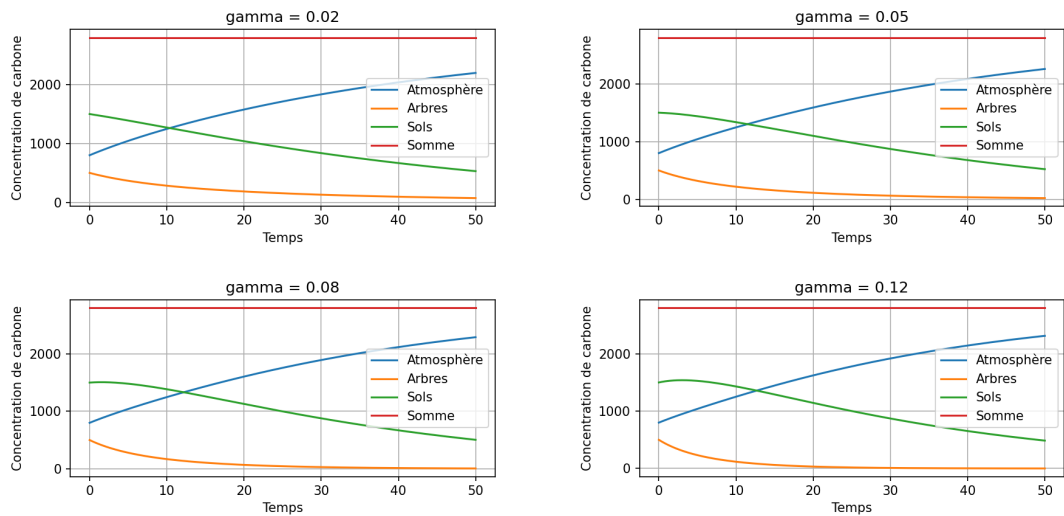 gamma = 0.02
Concentration de carbone
2000
1000
0
Atmosphère
Arbres
Sols
Somme
0 10 20 30 40 50
Temps
gamma = 0.05
Concentration de carbone
2000
1000
0
Atmosphère
Arbres
Sols
Somme
0 10 20 30 40 50
Temps
gamma = 0.08
Concentration de carbone
2000
1000
0
Atmosphère
Arbres
Sols
Somme
0 10 20 30 40 50
Temps
gamma = 0.12
Concentration de carbone
2000
1000
0
Atmosphère
Arbres
Sols
Somme
0 10 20 30 40 50
Temps